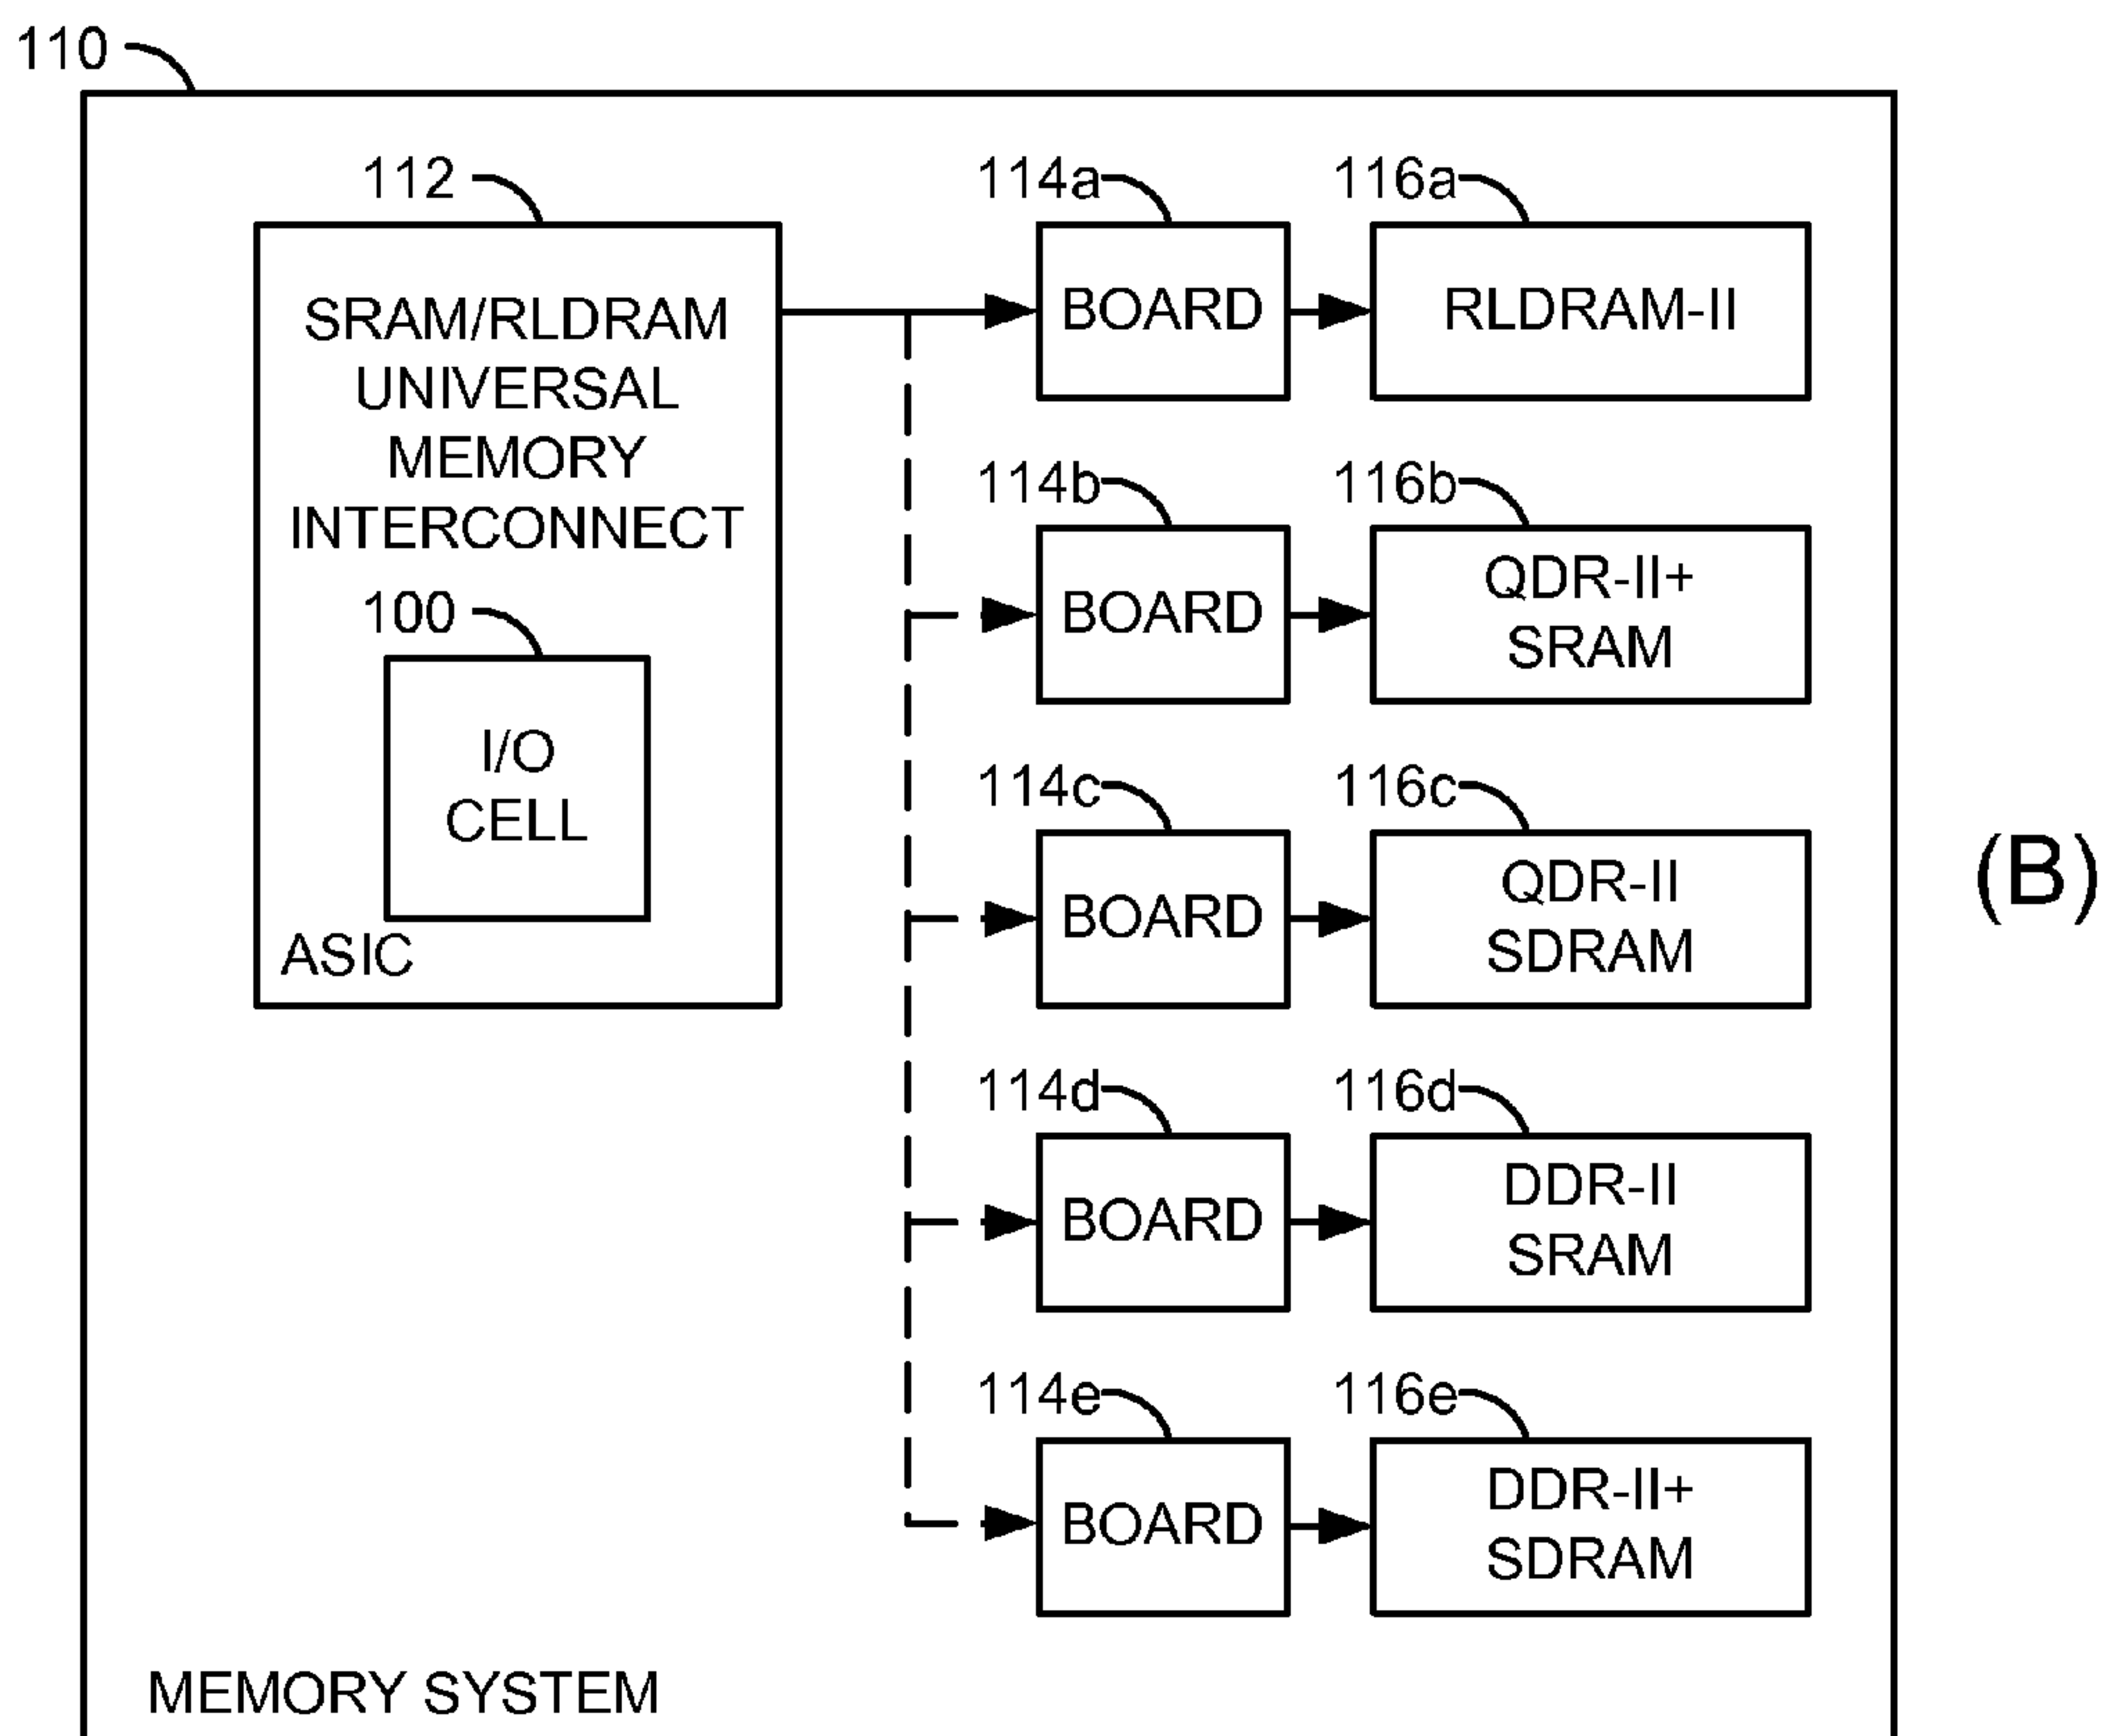 110
112
SRAM/RLDRAM
UNIVERSAL
MEMORY
INTERCONNECT
100
I/O
CELL
ASIC
114a
BOARD
116a
RLDRAM-II
114b
BOARD
116b
QDR-II+
SRAM
114c
BOARD
116c
QDR-II
SDRAM
114d
BOARD
116d
DDR-II
SRAM
114e
BOARD
116e
DDR-II+
SDRAM
MEMORY SYSTEM
(B)